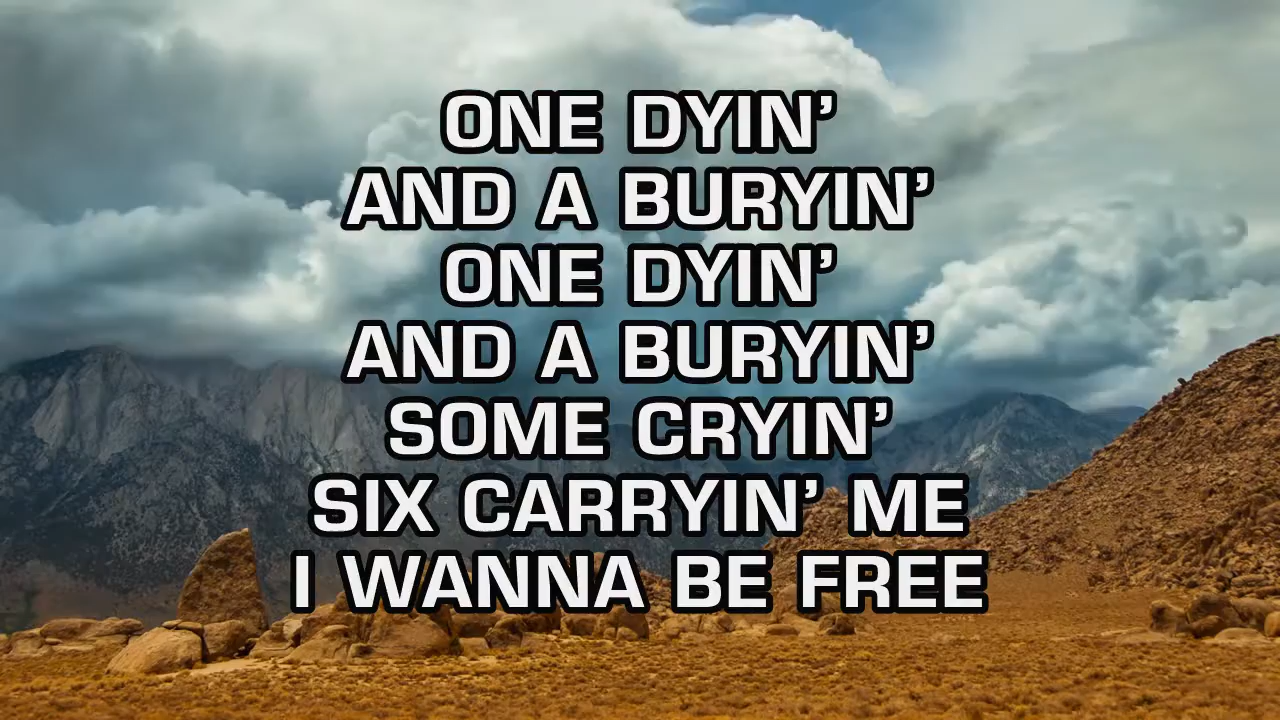 ONE DYIN’
AND A BURYIN’
ONE DYIN’
AND A BURYIN’
SOME CRYIN’
SIX CARRYIN’ ME
I WANNA BE FREE